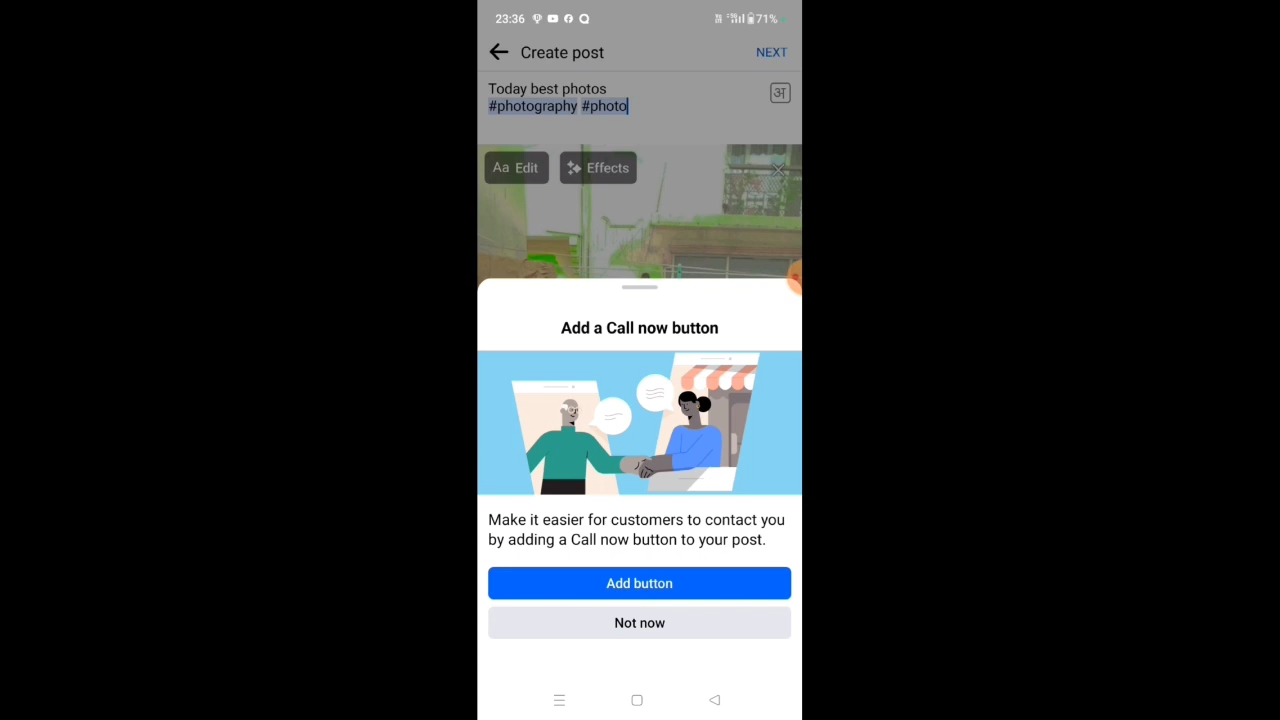 23:36 71%
Create post NEXT
Today best photos
अ
#photography #photo
Aa Edit Effects
Add a Call now button
Make it easier for customers to contact you
by adding a Call now button to your post.
Add button
Not now